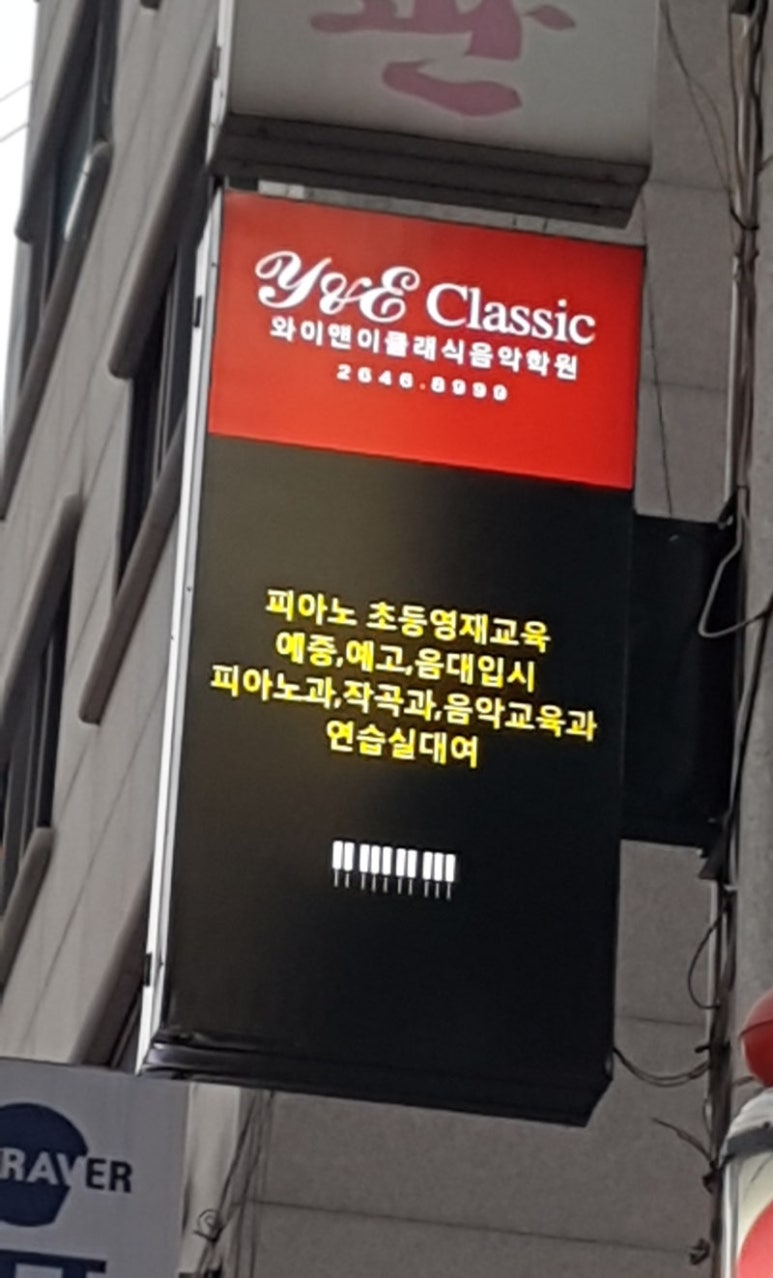 Y&E Classic
와이앤이클래식음악학원
2646.8999
피아노 초등영재교육
예중,예고,음대입시
피아노과,작곡과,음악교육과
연습실대여
RAVER